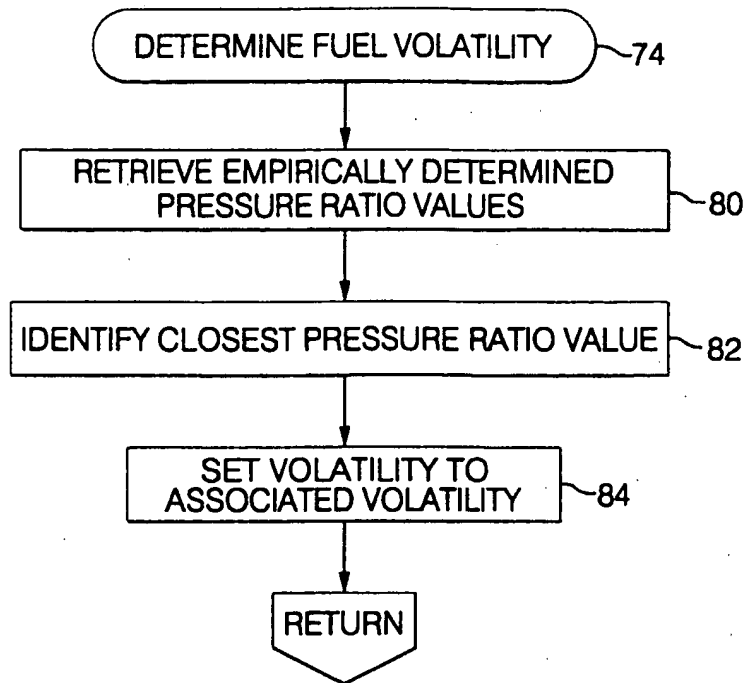 DETERMINE FUEL VOLATILITY 74
RETRIEVE EMPIRICALLY DETERMINED
PRESSURE RATIO VALUES 80
IDENTIFY CLOSEST PRESSURE RATIO VALUE 82
SET VOLATILITY TO
ASSOCIATED VOLATILITY 84
RETURN